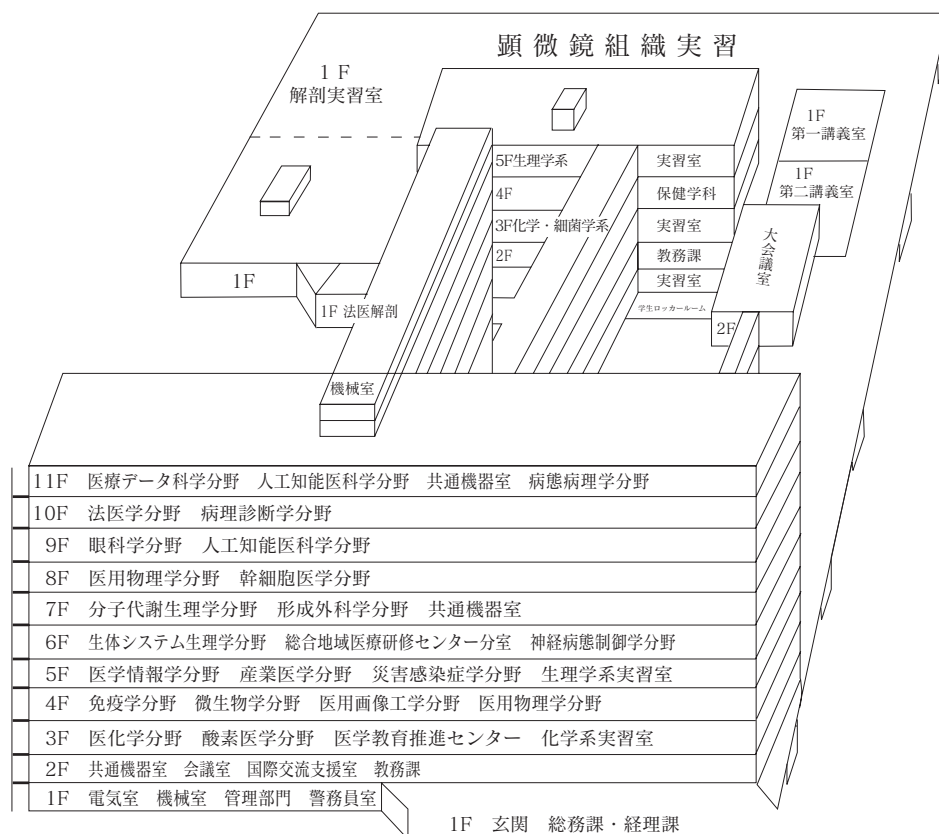 顕微鏡組織実習
1F
解剖実習室
1F
第一講義室
1F
第二講義室
5F生理学系
実習室
4F
保健学科
3F化学・細菌学系
実習室
2F
教務課
実習室
学生ロッカールーム
大会議室
2F
1F
1F 法医解剖
機械室
11F 医療データ科学分野 人工知能医科学分野 共通機器室 病態病理学分野
10F 法医学分野 病理診断学分野
9F 眼科学分野 人工知能医科学分野
8F 医用物理学分野 幹細胞医学分野
7F 分子代謝生理学分野 形成外科学分野 共通機器室
6F 生体システム生理学分野 総合地域医療研修センター分室 神経病態制御学分野
5F 医学情報学分野 産業医学分野 災害感染症学分野 生理学系実習室
4F 免疫学分野 微生物学分野 医用画像工学分野 医用物理学分野
3F 医化学分野 酸素医学分野 医学教育推進センター 化学系実習室
2F 共通機器室 会議室 国際交流支援室 教務課
1F 電気室 機械室 管理部門 警務員室
1F 玄関 総務課・経理課